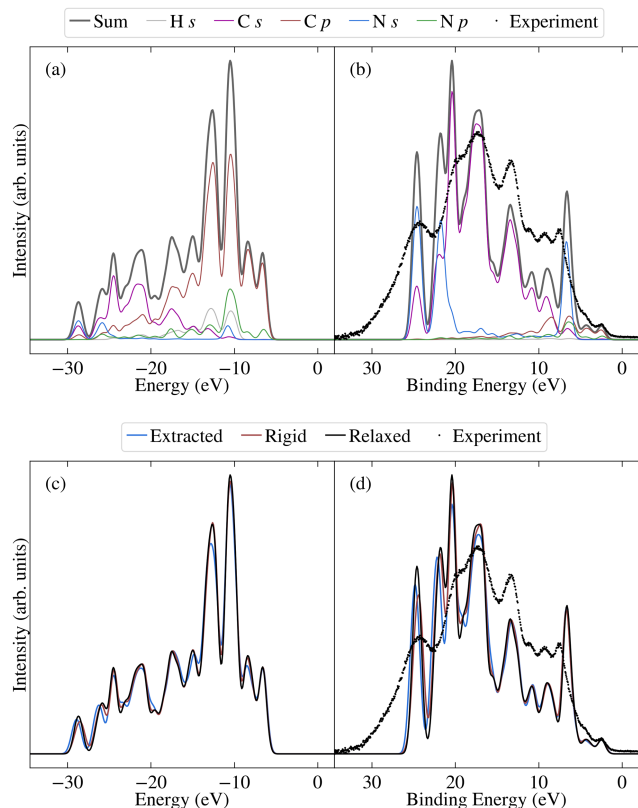 Sum H s C s C p N s N p Experiment
(a) (b)
Intensity (arb. units)
−30 −20 −10 0 30 20 10 0
Energy (eV) Binding Energy (eV)
Extracted Rigid Relaxed Experiment
(c) (d)
Intensity (arb. units)
−30 −20 −10 0 30 20 10 0
Energy (eV) Binding Energy (eV)